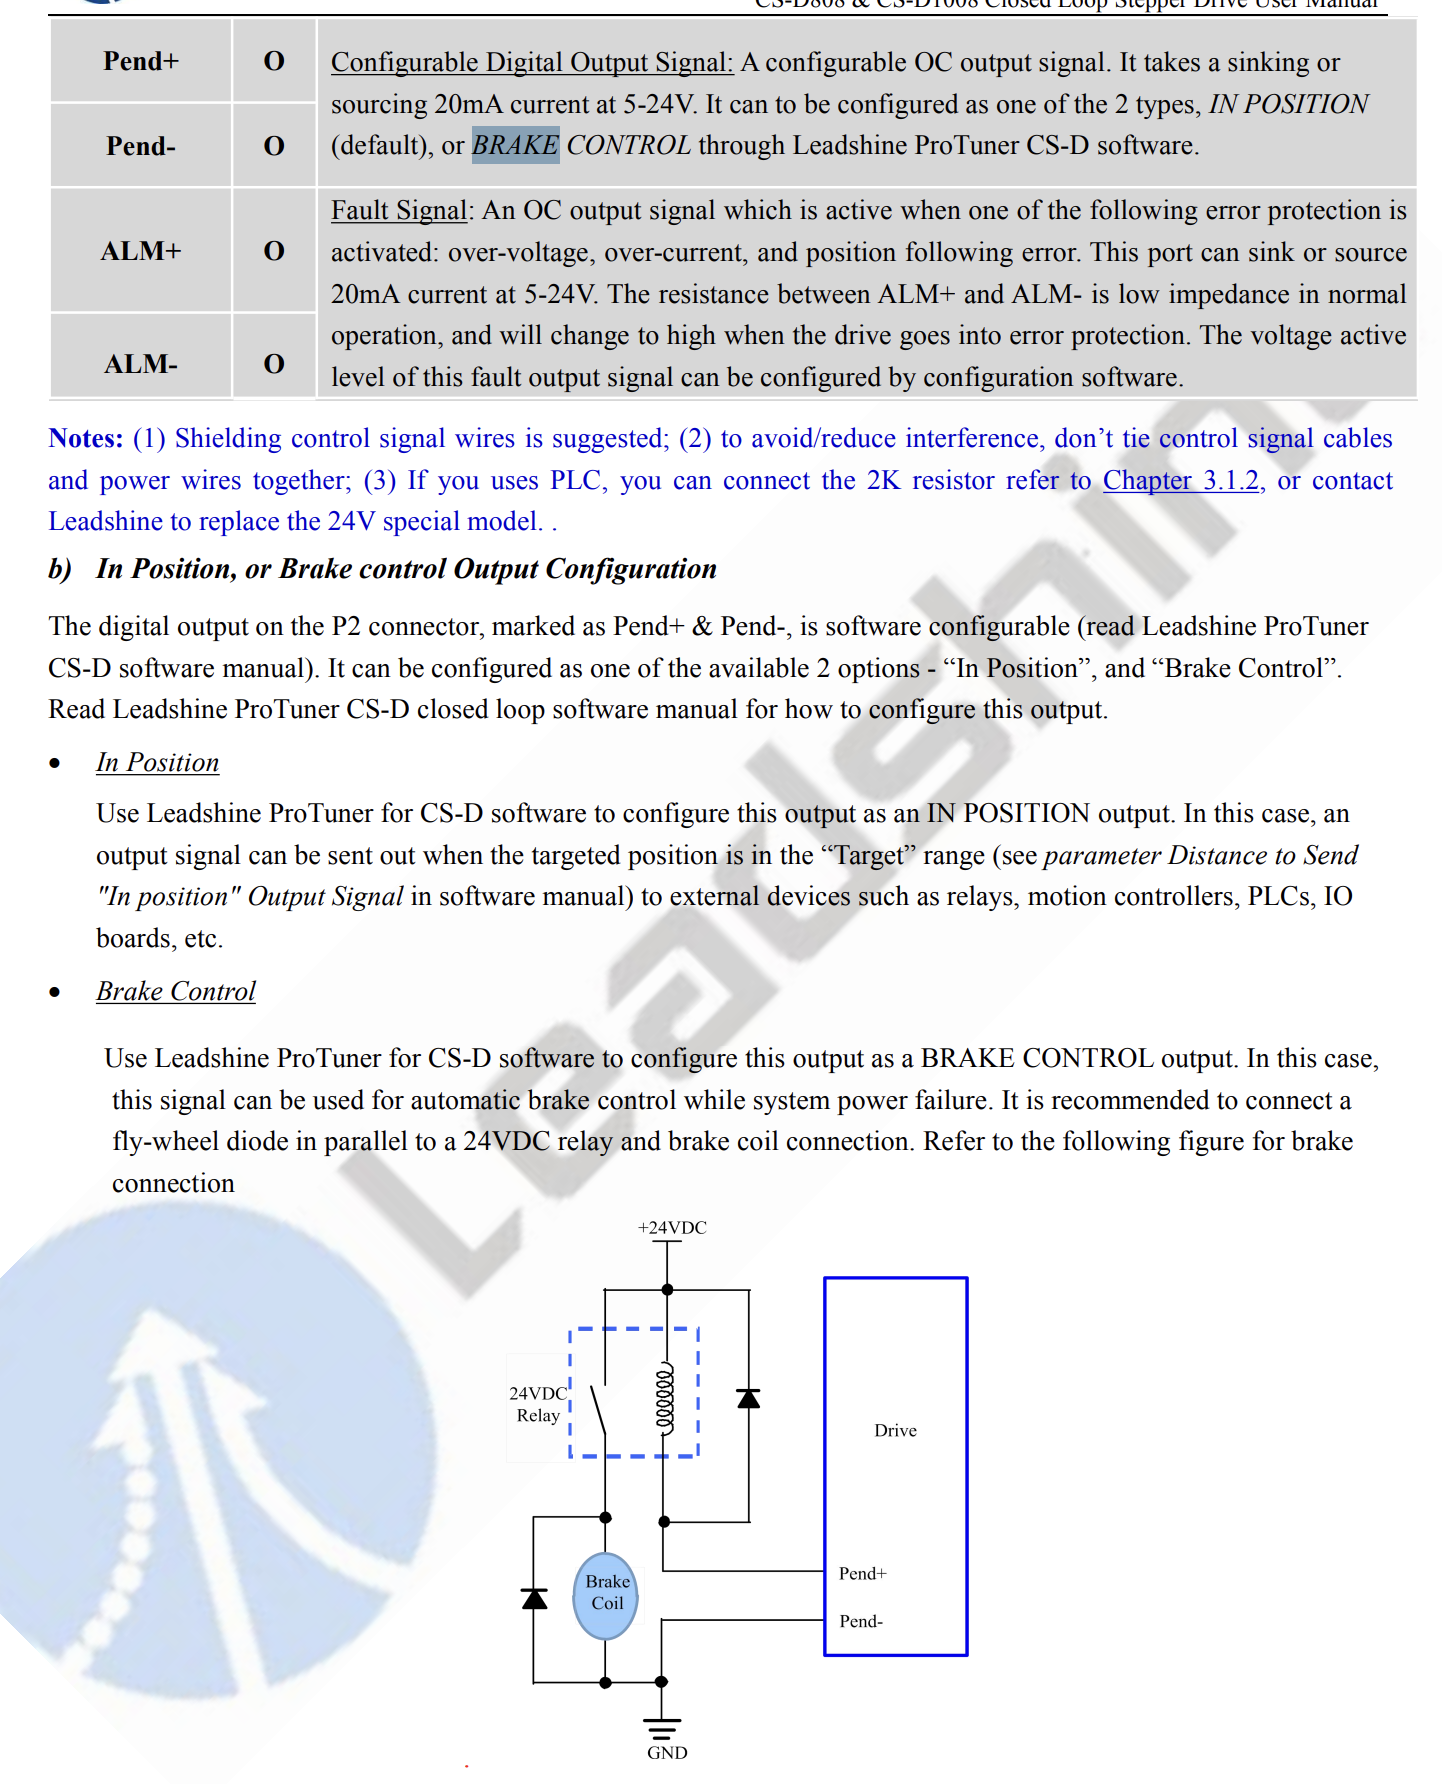 CS-D808 & CS-D1008 Closed Loop Stepper Drive User Manual
Pend+ O Configurable Digital Output Signal: A configurable OC output signal. It takes a sinking or
sourcing 20mA current at 5-24V. It can to be configured as one of the 2 types, IN POSITION
Pend- O (default), or BRAKE CONTROL through Leadshine ProTuner CS-D software.
Fault Signal: An OC output signal which is active when one of the following error protection is
ALM+ O activated: over-voltage, over-current, and position following error. This port can sink or source
20mA current at 5-24V. The resistance between ALM+ and ALM- is low impedance in normal
operation, and will change to high when the drive goes into error protection. The voltage active
ALM- O level of this fault output signal can be configured by configuration software.
Notes: (1) Shielding control signal wires is suggested; (2) to avoid/reduce interference, don’t tie control signal cables
and power wires together; (3) If you uses PLC, you can connect the 2K resistor refer to Chapter 3.1.2, or contact
Leadshine to replace the 24V special model. .
b) In Position, or Brake control Output Configuration
The digital output on the P2 connector, marked as Pend+ & Pend-, is software configurable (read Leadshine ProTuner
CS-D software manual). It can be configured as one of the available 2 options - “In Position”, and “Brake Control”.
Read Leadshine ProTuner CS-D closed loop software manual for how to configure this output.
• In Position
Use Leadshine ProTuner for CS-D software to configure this output as an IN POSITION output. In this case, an
output signal can be sent out when the targeted position is in the “Target” range (see parameter Distance to Send
"In position" Output Signal in software manual) to external devices such as relays, motion controllers, PLCs, IO
boards, etc.
• Brake Control
Use Leadshine ProTuner for CS-D software to configure this output as a BRAKE CONTROL output. In this case,
this signal can be used for automatic brake control while system power failure. It is recommended to connect a
fly-wheel diode in parallel to a 24VDC relay and brake coil connection. Refer to the following figure for brake
connection
+24VDC
24VDC
Relay
Drive
Brake
Coil
Pend+
Pend-
GND
Leadshine